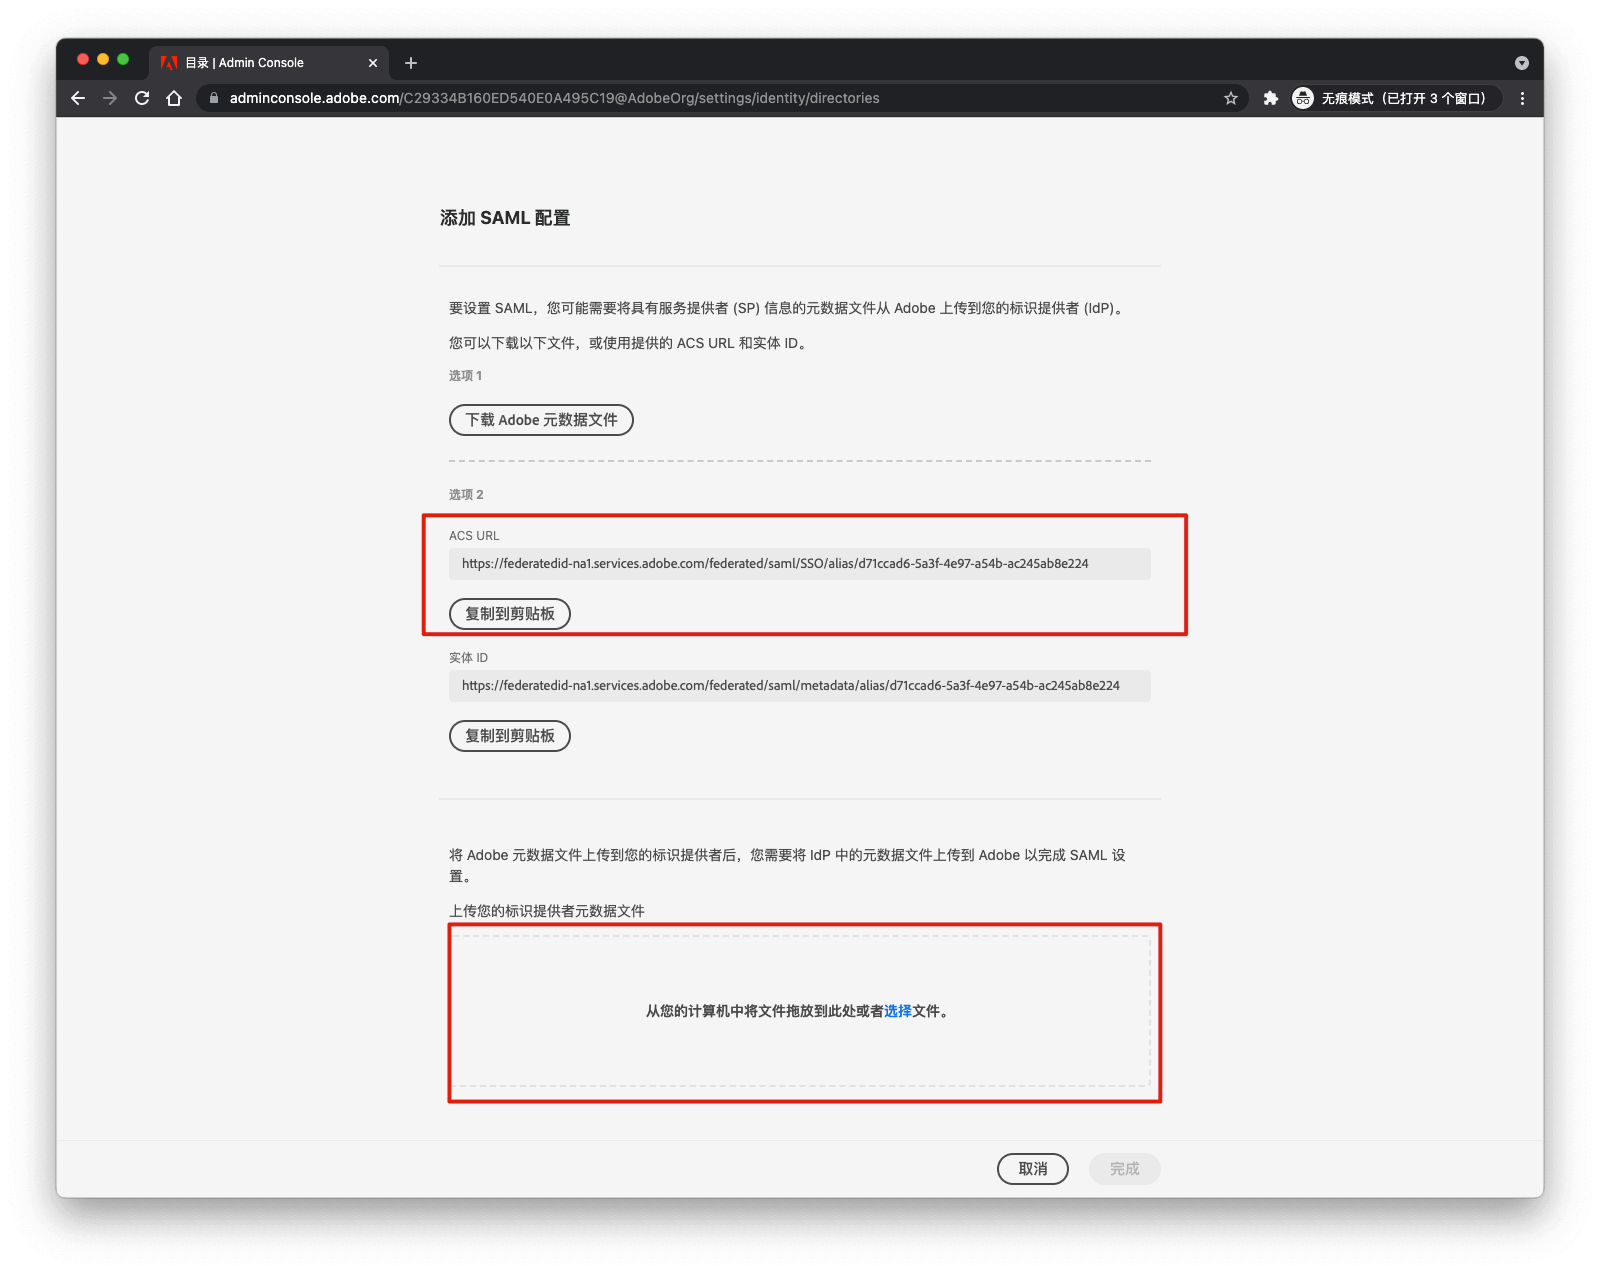 目录 | Admin Console
adminconsole.adobe.com/C29334B160ED540E0A495C19@AdobeOrg/settings/identity/directories
无痕模式（已打开 3 个窗口）
添加 SAML 配置
要设置 SAML，您可能需要将具有服务提供者 (SP) 信息的元数据文件从 Adobe 上传到您的标识提供者 (IdP)。
您可以下载以下文件，或使用提供的 ACS URL 和实体 ID。
选项 1
下载 Adobe 元数据文件
选项 2
ACS URL
https://federatedid-na1.services.adobe.com/federated/saml/SSO/alias/d71ccad6-5a3f-4e97-a54b-ac245ab8e224
复制到剪贴板
实体 ID
https://federatedid-na1.services.adobe.com/federated/saml/metadata/alias/d71ccad6-5a3f-4e97-a54b-ac245ab8e224
复制到剪贴板
将 Adobe 元数据文件上传到您的标识提供者后，您需要将 IdP 中的元数据文件上传到 Adobe 以完成 SAML 设
置。
上传您的标识提供者元数据文件
从您的计算机中将文件拖放到此处或者选择文件。
取消
完成